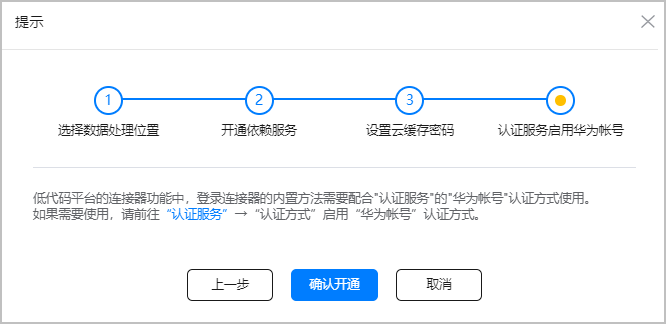 提示
1
2
3
选择数据处理位置
开通依赖服务
设置云缓存密码
认证服务启用华为帐号
低代码平台的连接器功能中，登录连接器的内置方法需要配合"认证服务"的"华为帐号"认证方式使用。
如果需要使用，请前往“认证服务”→“认证方式”启用“华为帐号”认证方式。
上一步
确认开通
取消